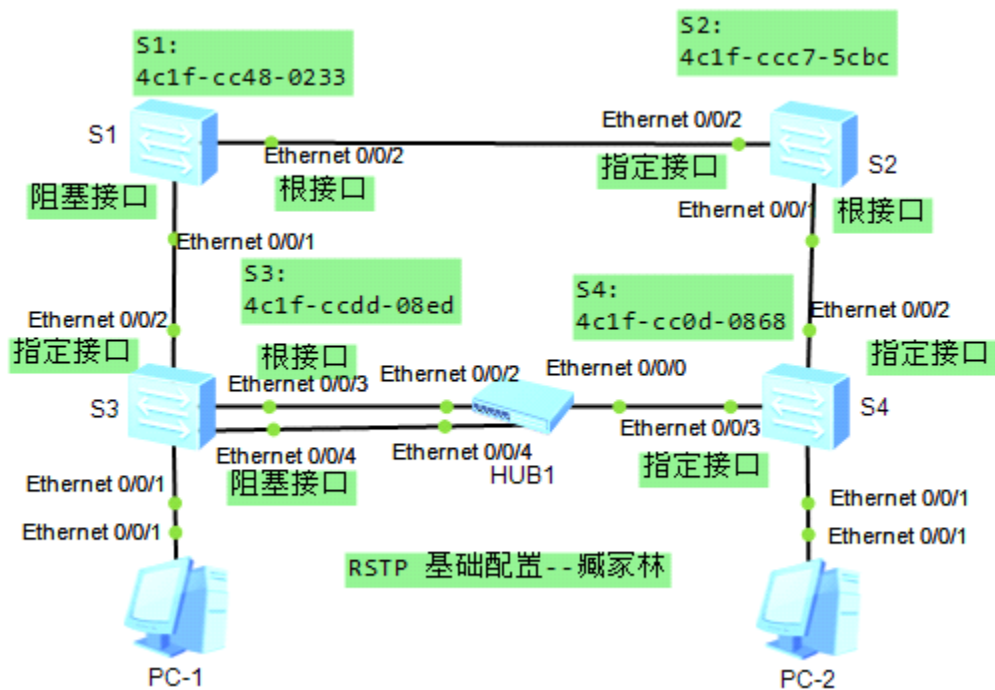 S1:
4c1f-cc48-0233
S2:
4c1f-ccc7-5cbc
S1
Ethernet 0/0/2
Ethernet 0/0/2
S2
阻塞接口
根接口
指定接口
Ethernet 0/0/1
根接口
Ethernet 0/0/1
S3:
4c1f-ccdd-08ed
S4:
4c1f-cc0d-0868
Ethernet 0/0/2
指定接口
Ethernet 0/0/2
指定接口
根接口
Ethernet 0/0/3
Ethernet 0/0/2
Ethernet 0/0/0
S3
S4
Ethernet 0/0/4
Ethernet 0/0/4
Ethernet 0/0/3
阻塞接口
HUB1
指定接口
Ethernet 0/0/1
Ethernet 0/0/1
Ethernet 0/0/1
Ethernet 0/0/1
RSTP 基础配置--臧家林
PC-1
PC-2